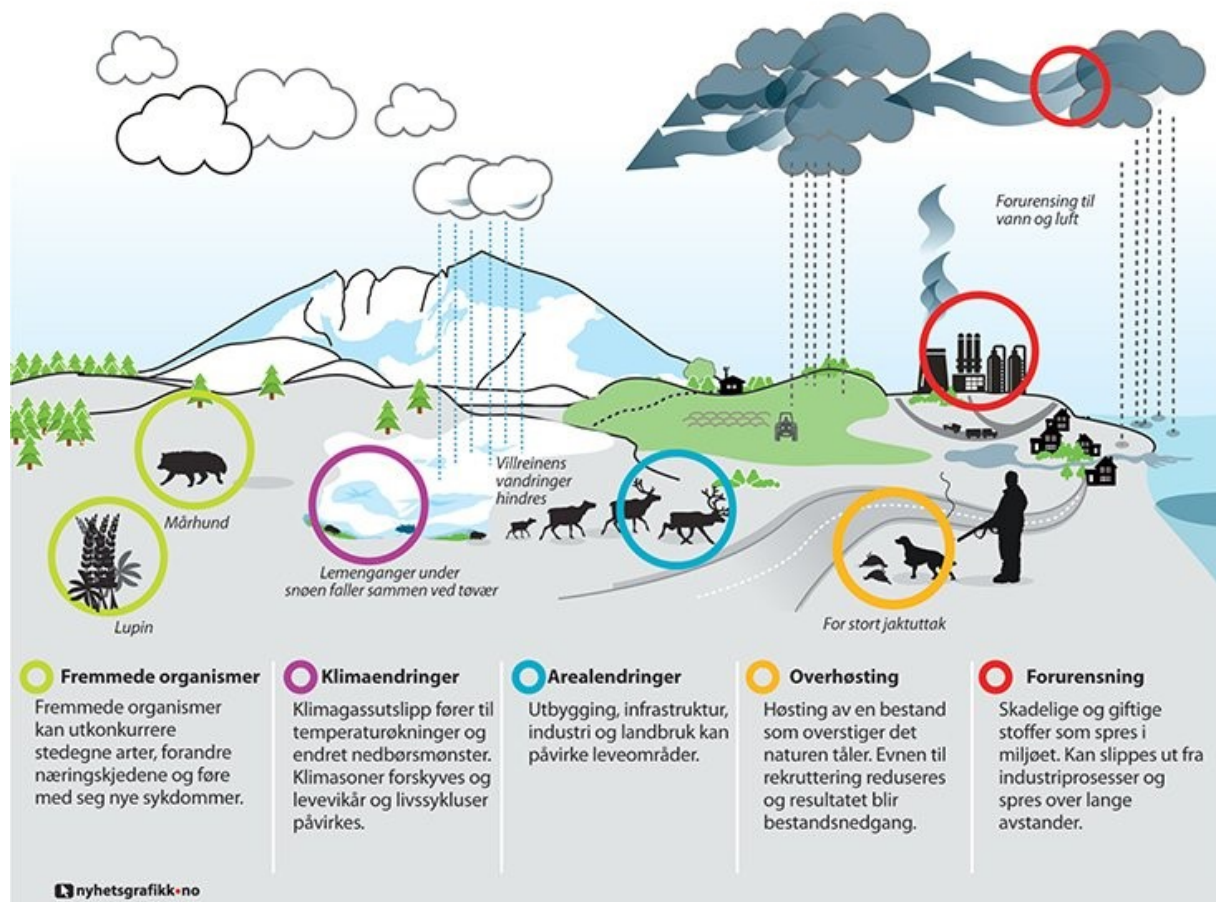 Forurensing til
vann og luft
Villreinens
vandringer
hindres
Mårhund
Lemenganger under
snøen faller sammen ved tøvær
Lupin
For stort jaktuttak
Fremmede organismer
Fremmede organismer
kan utkonkurrere
stedegne arter, forandre
næringskjedene og føre
med seg nye sykdommer.
Klimaendringer
Klimagassutslipp fører til
temperaturøkninger og
endret nedbørsmønster.
Klimasoner forskyves og
levevikår og livssykluser
påvirkes.
Arealendringer
Utbygging, infrastruktur,
industri og landbruk kan
påvirke leveområder.
Overhøsting
Høsting av en bestand
som overstiger det
naturen tåler. Evnen til
rekruttering reduseres
og resultatet blir
bestandsnedgang.
Forurensning
Skadelige og giftige
stoffer som spres i
miljøet. Kan slippes ut fra
industriprosesser og
spres over lange
avstander.
nyhetsgrafikk•no